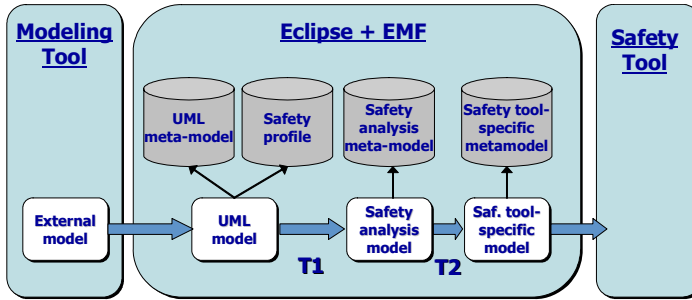 Modeling
Tool
Eclipse + EMF
Safety
Tool
UML
meta-model
Safety
profile
Safety
analysis
meta-model
Safety tool-
specific
metamodel
External
model
UML
model
Safety
analysis
model
Saf. tool-
specific
model
T1
T2